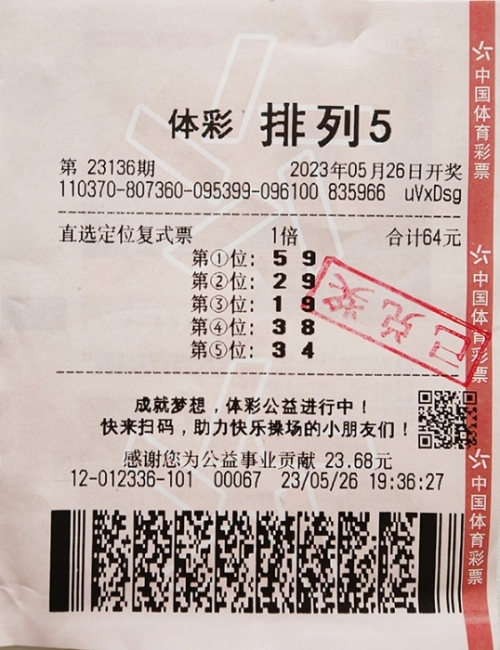 体彩 排列5
第 23136期 2023年05月26日开奖
110370-807360-095399-096100 835966 uVxDsg
直选定位复式票 1倍 合计64元
第①位: 5 9
第②位: 2 9
第③位: 1 9
第④位: 3 8
第⑤位: 3 4
已兑奖
成就梦想，体彩公益进行中！
快来扫码，助力快乐操场的小朋友们！
感谢您为公益事业贡献 23.68元
12-012336-101 00067 23/05/26 19:36:27
中国体育彩票
中国体育彩票
中国体育彩票